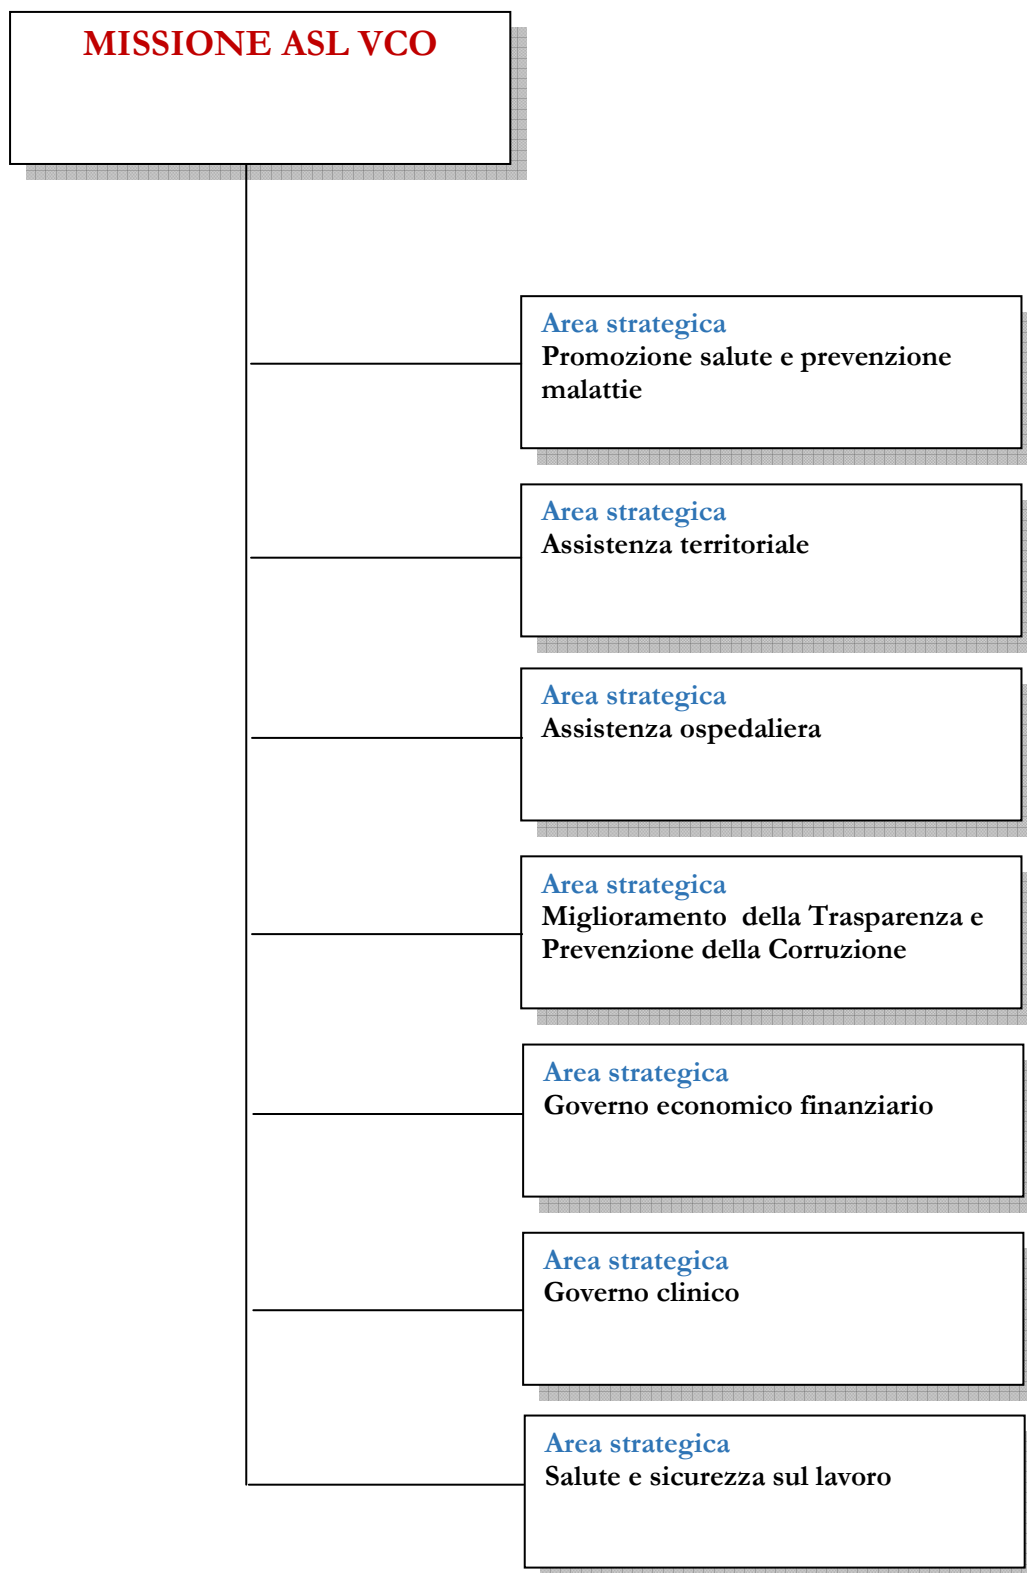 MISSIONE ASL VCO
Area strategica
Promozione salute e prevenzione
malattie
Area strategica
Assistenza territoriale
Area strategica
Assistenza ospedaliera
Area strategica
Miglioramento  della Trasparenza e
Prevenzione della Corruzione
Area strategica
Governo economico finanziario
Area strategica
Governo clinico
Area strategica
Salute e sicurezza sul lavoro